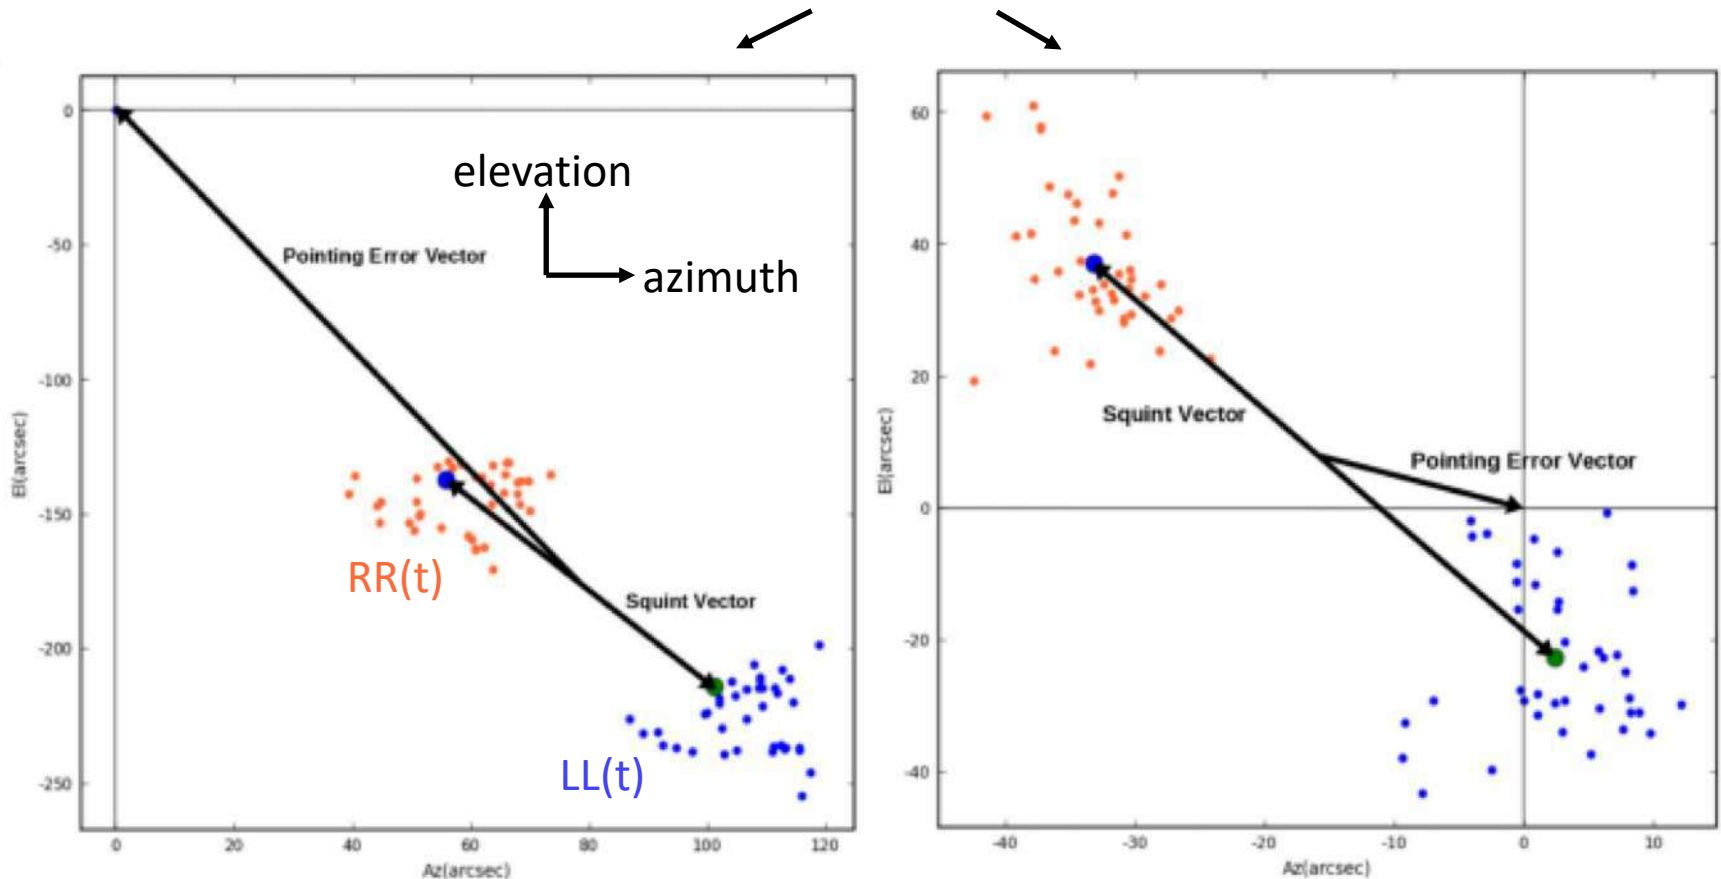 0
-50
-100
-150
-200
-250
El(arcsec)
elevation
azimuth
Pointing Error Vector
RR(t)
Squint Vector
LL(t)
0 20 40 60 80 100 120
Az(arcsec)
60
40
20
0
-20
-40
El(arcsec)
Squint Vector
Pointing Error Vector
-40 -30 -20 -10 0 10
Az(arcsec)